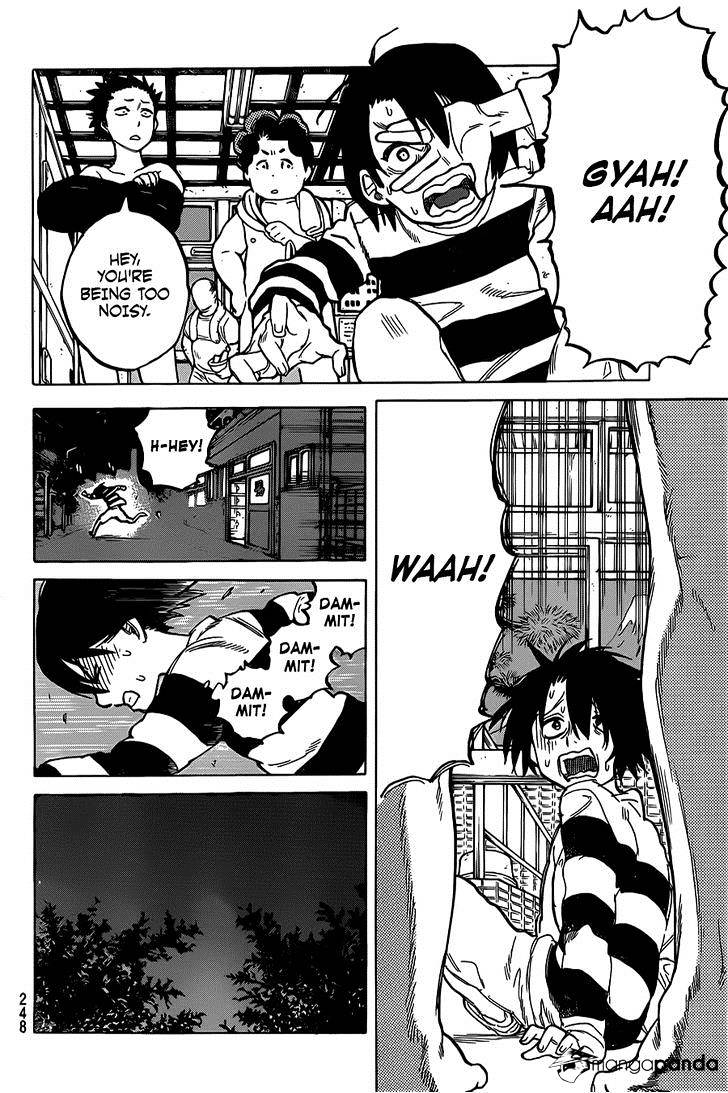 GYAH!
AAH!
HEY,
YOU'RE
BEING TOO
NOISY.
WAAH!
H-HEY!
DAM-
MIT!
DAM-
MIT!
DAM-
MIT!
248
mangapanda